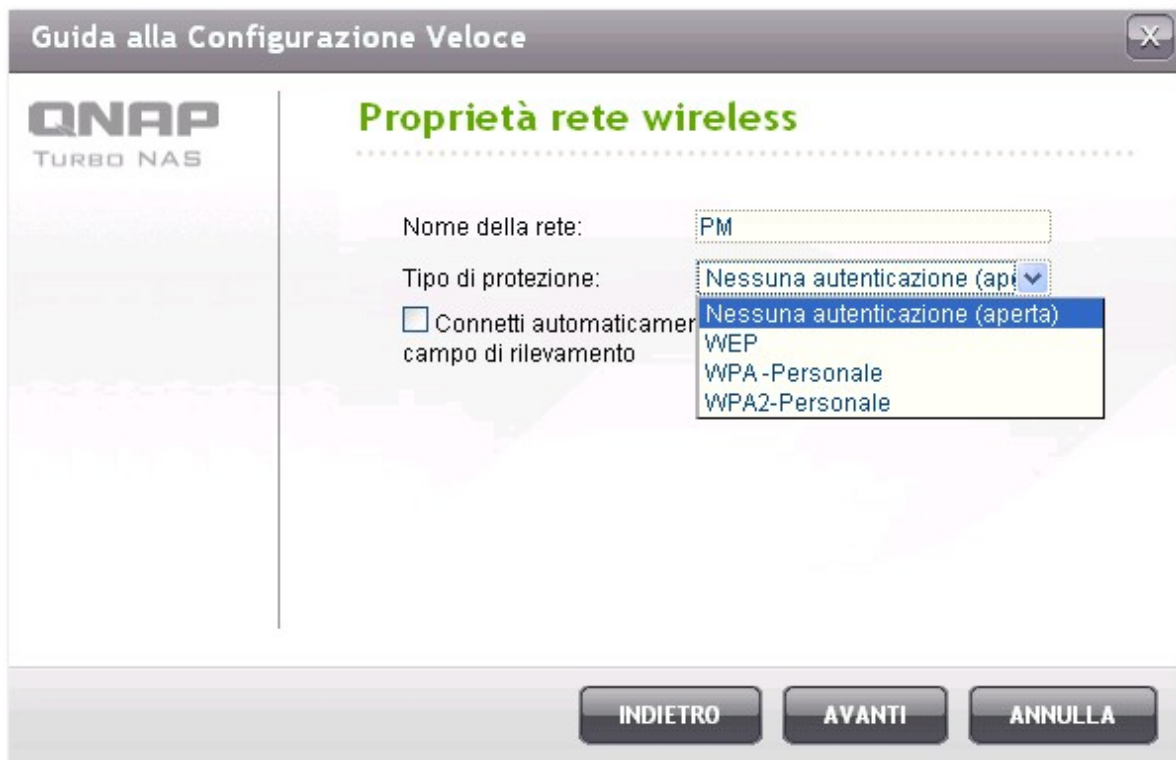 Guida alla Configurazione Veloce
X
QNAP
TURBO NAS
Proprietà rete wireless
Nome della rete: PM
Tipo di protezione: Nessuna autenticazione (ape
Nessuna autenticazione (aperta)
WEP
WPA-Personale
WPA2-Personale
Connetti automaticamen
campo di rilevamento
INDIETRO AVANTI ANNULLA